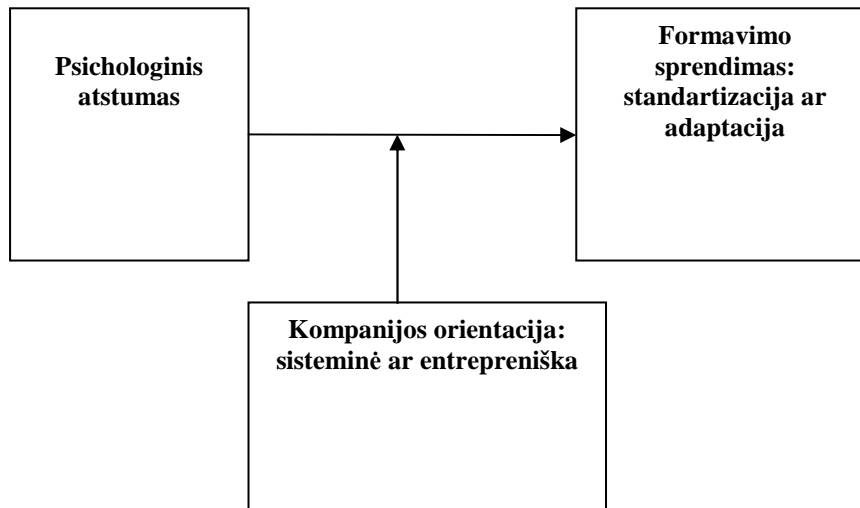 Psichologinis
atstumas
Formavimo
sprendimas:
standartizacija ar
adaptacija
Kompanijos orientacija:
sisteminė ar entrepreniška